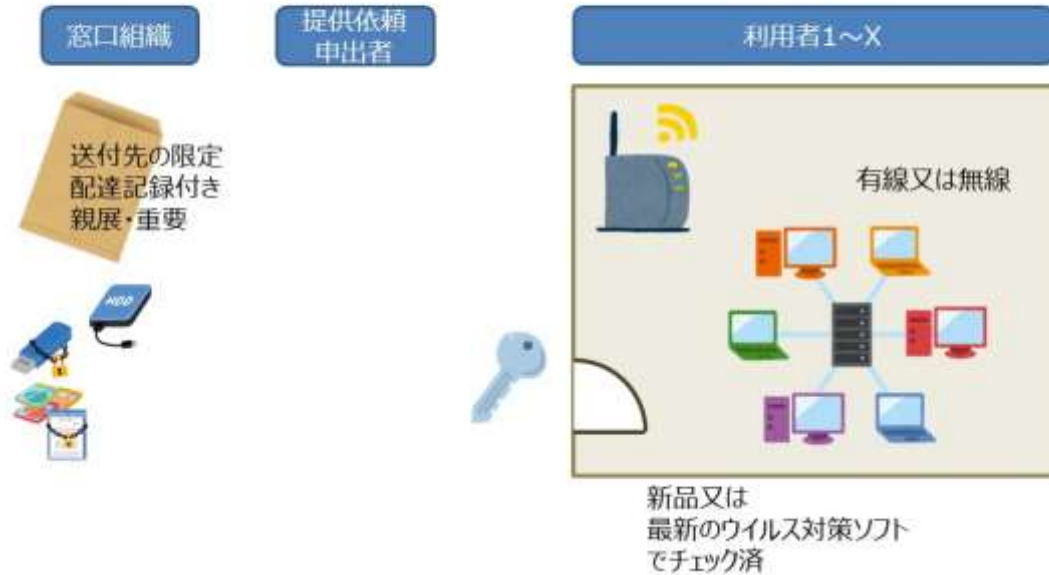 窓口組織
提供依頼
申出者
利用者1～X
送付先の限定
配達記録付き
親展・重要
HDD
有線又は無線
新品又は
最新のウイルス対策ソフト
でチェック済